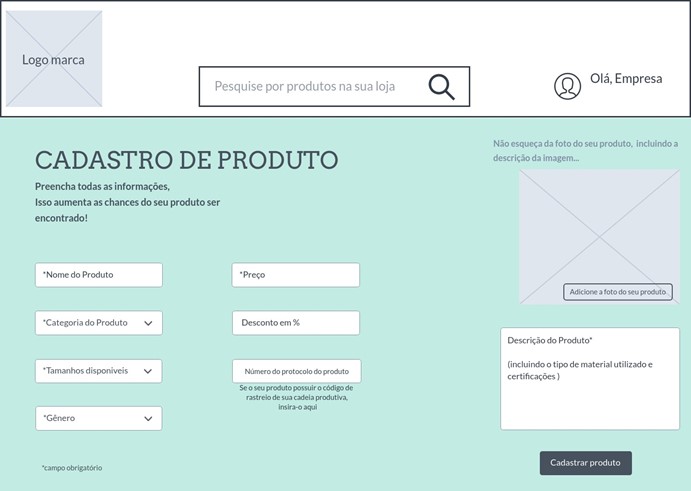 Logo marca
Pesquise por produtos na sua loja
Olá, Empresa
CADASTRO DE PRODUTO
Preencha todas as informações,
Isso aumenta as chances do seu produto ser
encontrado!
Não esqueça da foto do seu produto, incluindo a
descrição da imagem...
Adicione a foto do seu produto
*Nome do Produto
*Preço
*Categoria do Produto
Desconto em %
*Tamanhos disponiveis
Número do protocolo do produto
Se o seu produto possuir o código de
rastreio de sua cadeia produtiva,
insira-o aqui
*Gênero
Descrição do Produto*
(incluindo o tipo de material utilizado e
certificações )
*campo obrigatório
Cadastrar produto